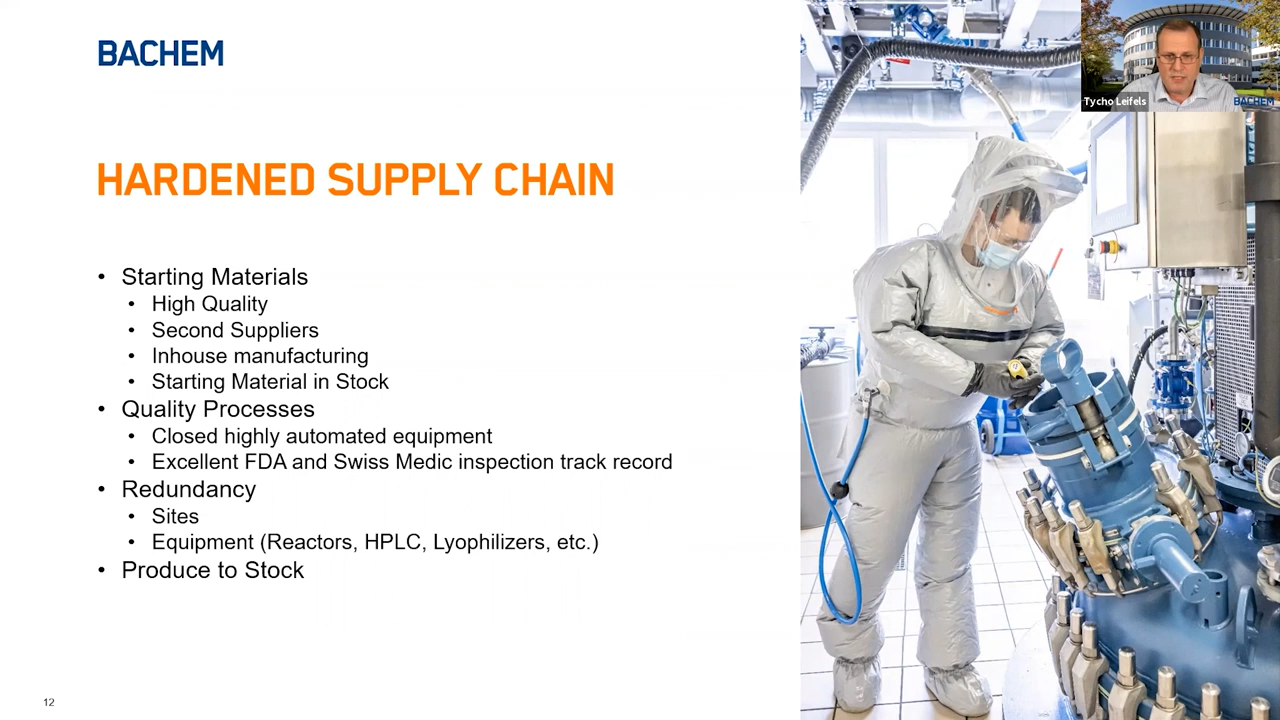 BACHEM
HARDENED SUPPLY CHAIN
• Starting Materials
• High Quality
• Second Suppliers
• Inhouse manufacturing
• Starting Material in Stock
• Quality Processes
• Closed highly automated equipment
• Excellent FDA and Swiss Medic inspection track record
• Redundancy
• Sites
• Equipment (Reactors, HPLC, Lyophilizers, etc.)
• Produce to Stock
12
Tycho Leifels
BACHEM